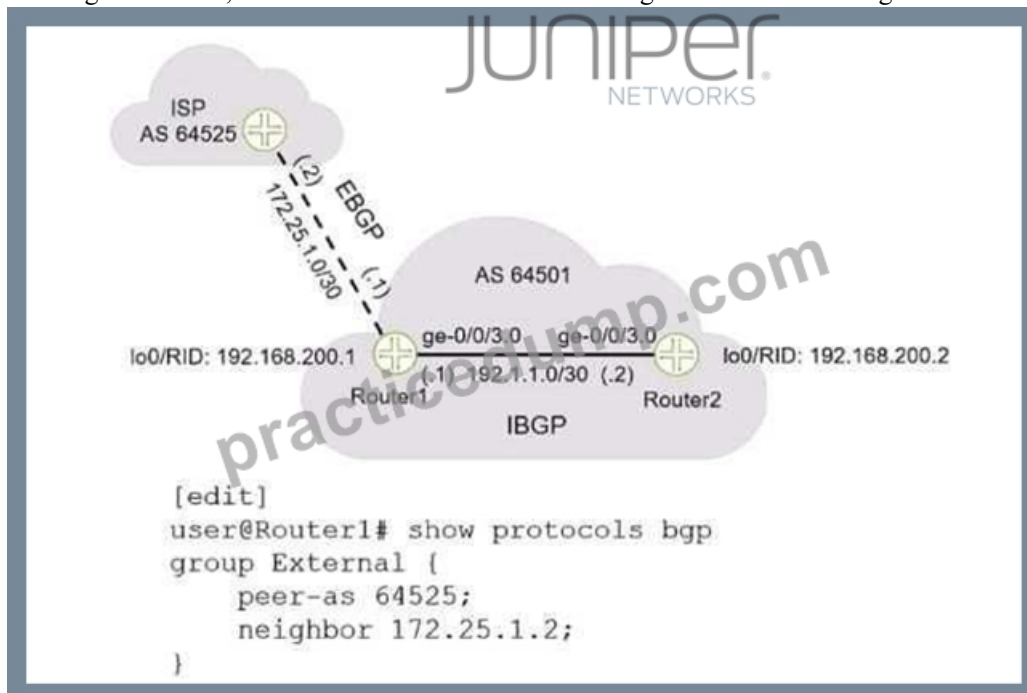 JUNIPER
NETWORKS
ISP
AS 64525
(.2)
EBGP
172.25.1.0/30
(.1)
AS 64501
ge-0/0/3.0 ge-0/0/3.0
lo0/RID: 192.168.200.1
lo0/RID: 192.168.200.2
(.1) 192.1.1.0/30 (.2)
Router1
Router2
IBGP
practicedump.com
[edit]
user@Router1# show protocols bgp
group External {
peer-as 64525;
neighbor 172.25.1.2;
}